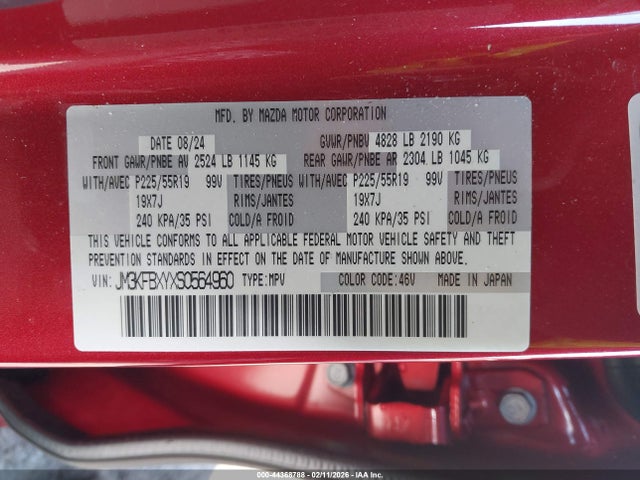 MFD. BY MAZDA MOTOR CORPORATION
DATE 08/24 GVWR/PNBV 4828 LB 2190 KG
FRONT GAWR/PNBE AV 2524 LB 1145 KG REAR GAWR/PNBE AR 2304 LB 1045 KG
WITH/AVEC P225/55R19 99V TIRES/PNEUS WITH/AVEC P225/55R19 99V TIRES/PNEUS
19X7J RIMS/JANTES 19X7J RIMS/JANTES
240 KPA/35 PSI COLD/A FROID 240 KPA/35 PSI COLD/A FROID
THIS VEHICLE CONFORMS TO ALL APPLICABLE FEDERAL MOTOR VEHICLE SAFETY AND THEFT
PREVENTION STANDARDS IN EFFECT ON THE DATE OF MANUFACTURE SHOWN ABOVE.
VIN: JM3KFBXYXS0564960 TYPE:MPV COLOR CODE:46V MADE IN JAPAN
000-44368788 - 02/11/2026 - IAAI.COM